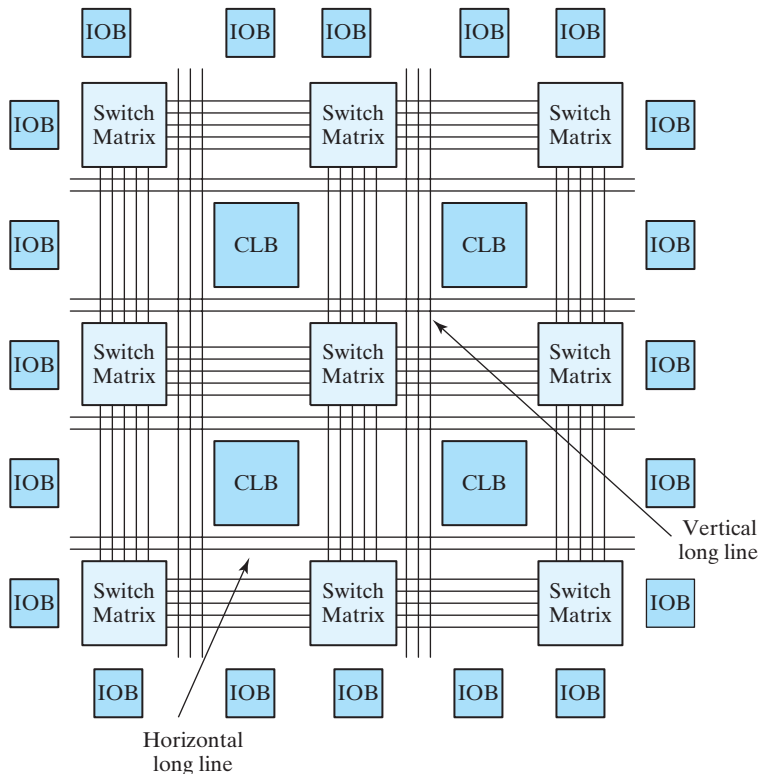 IOB IOB IOB IOB IOB
IOB Switch Matrix Switch Matrix Switch Matrix IOB
IOB CLB CLB IOB
IOB Switch Matrix Switch Matrix Switch Matrix IOB
IOB CLB CLB IOB
Vertical
long line
IOB Switch Matrix Switch Matrix Switch Matrix IOB
IOB IOB IOB IOB IOB
Horizontal
long line